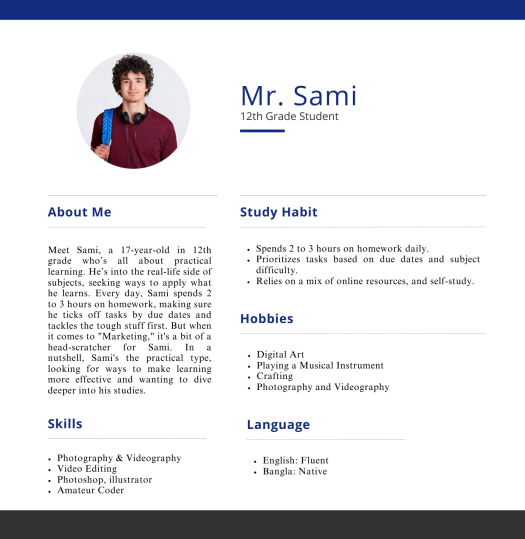 Mr. Sami
12th Grade Student
About Me
Meet Sami, a 17-year-old in 12th
grade who's all about practical
learning. He's into the real-life side of
subjects, seeking ways to apply what
he learns. Every day, Sami spends 2
to 3 hours on homework, making sure
he ticks off tasks by due dates and
tackles the tough stuff first. But when
it comes to "Marketing," it's a bit of a
head-scratcher for Sami. In a
nutshell, Sami's the practical type,
looking for ways to make learning
more effective and wanting to dive
deeper into his studies.
Skills
• Photography & Videography
• Video Editing
• Photoshop, illustrator
• Amateur Coder
Study Habit
• Spends 2 to 3 hours on homework daily.
• Prioritizes tasks based on due dates and subject
difficulty.
• Relies on a mix of online resources, and self-study.
Hobbies
• Digital Art
• Playing a Musical Instrument
• Crafting
• Photography and Videography
Language
• English: Fluent
• Bangla: Native